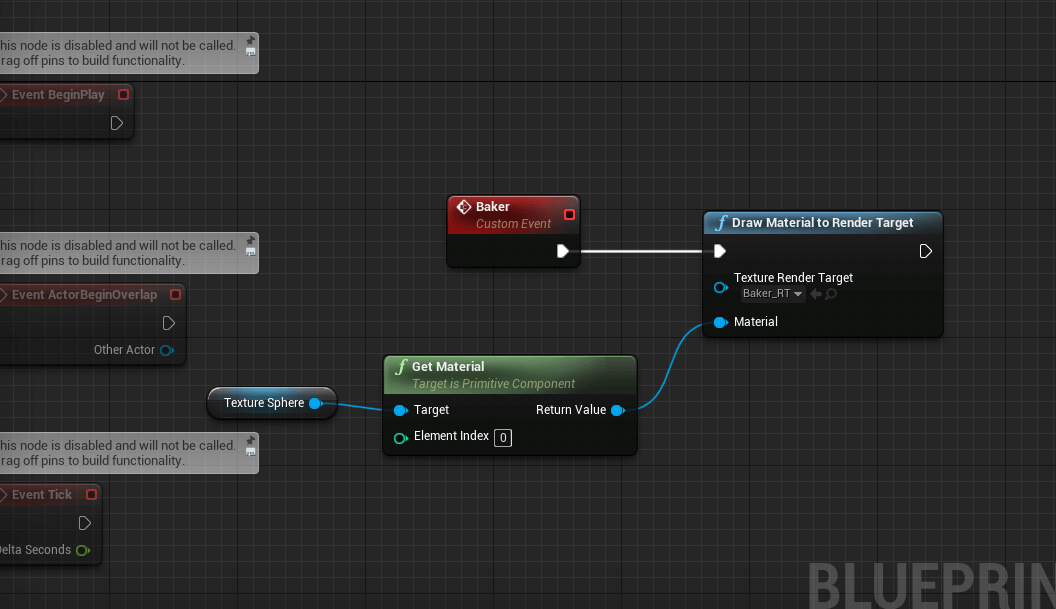 his node is disabled and will not be called.
rag off pins to build functionality.
Event BeginPlay
Baker
Custom Event
Draw Material to Render Target
Texture Render Target
Baker_RT
Material
his node is disabled and will not be called.
rag off pins to build functionality.
Event ActorBeginOverlap
Other Actor
Get Material
Target is Primitive Component
Texture Sphere
Target
Return Value
Element Index 0
his node is disabled and will not be called.
rag off pins to build functionality.
Event Tick
Delta Seconds
BLUEPRIN